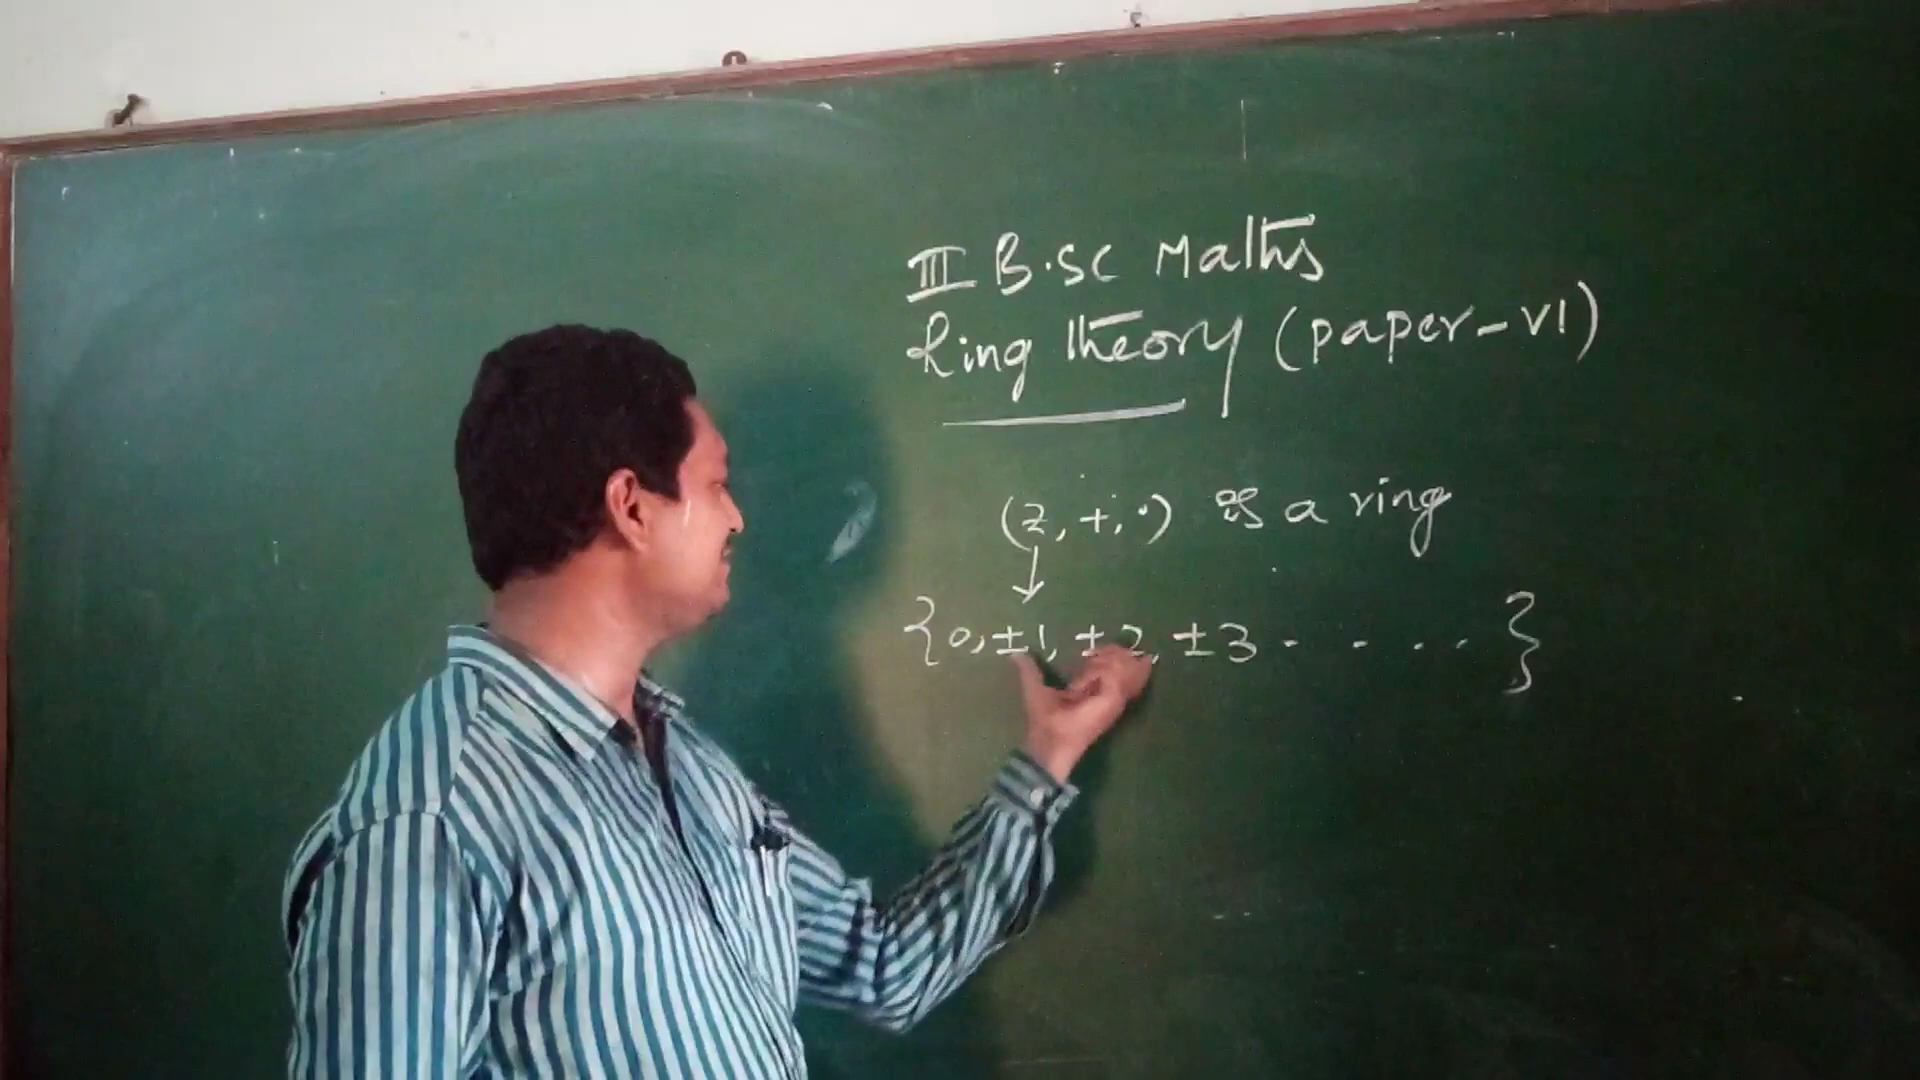 III B.SC Maths
Ring theory (paper-VI)
(z, +, ·) is a ring
↓
{0, ±1, ±2, ±3 - - - - - }